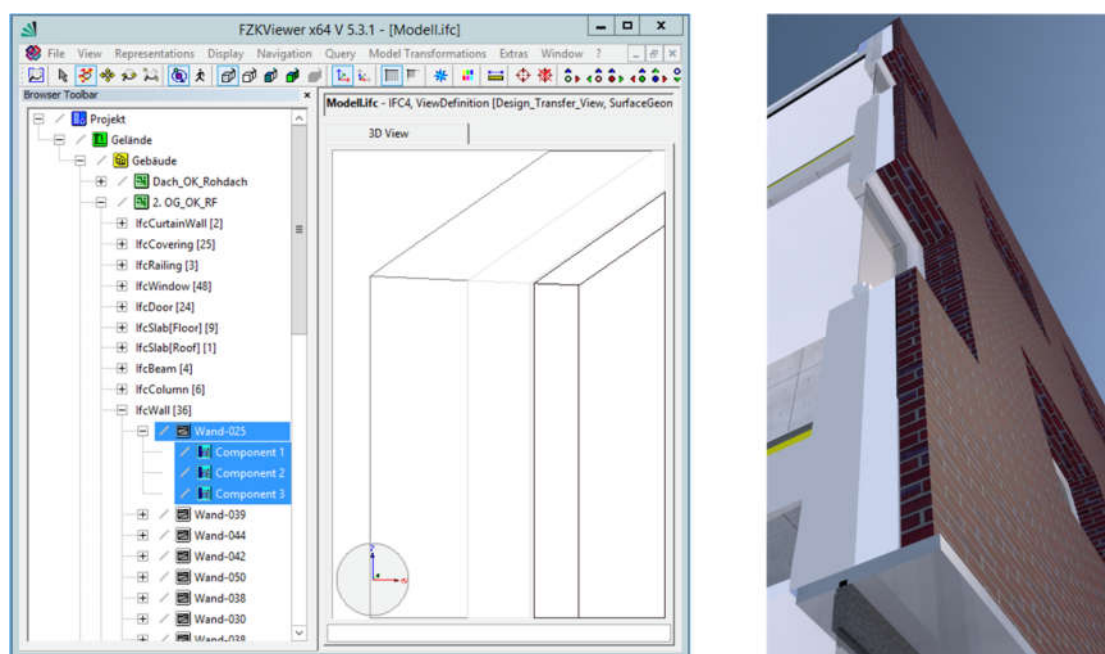 FZKViewer x64 V 5.3.1 - [Modell.ifc]
File View Representations Display Navigation Query Model Transformations Extras Window ?
Browser Toolbar
Projekt
Gelände
Gebäude
Dach_OK_Rohdach
2. OG_OK_RF
IfcCurtainWall [2]
IfcCovering [25]
IfcRailing [3]
IfcWindow [48]
IfcDoor [24]
IfcSlab[Floor] [9]
IfcSlab[Roof] [1]
IfcBeam [4]
IfcColumn [6]
IfcWall [36]
Wand-025
Component 1
Component 2
Component 3
Wand-039
Wand-044
Wand-042
Wand-050
Wand-038
Wand-030
Wand-038
Modell.ifc - IFC4, ViewDefinition [Design_Transfer_View, SurfaceGeon
3D View
Z